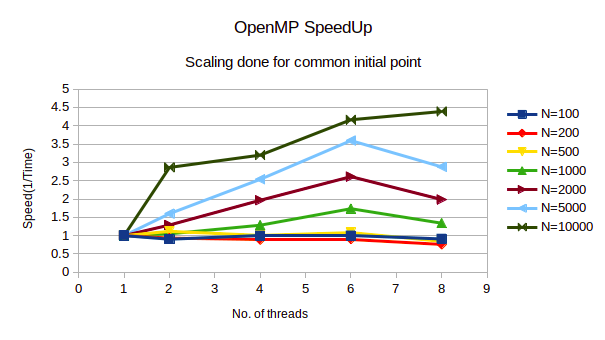 OpenMP SpeedUp
Scaling done for common initial point
5
4.5
4
3.5
3
2.5
2
1.5
1
0.5
0
Speed(1/Time)
0 1 2 3 4 5 6 7 8 9
No. of threads
N=100
N=200
N=500
N=1000
N=2000
N=5000
N=10000